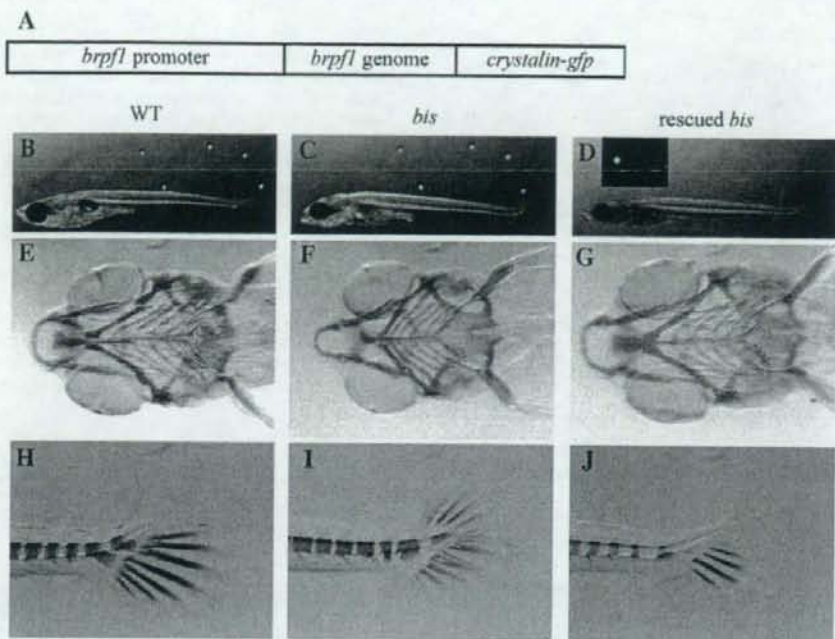 A
brpf1 promoter brpf1 genome crystalin-gfp
WT bis rescued bis
B C D
E F G
H I J